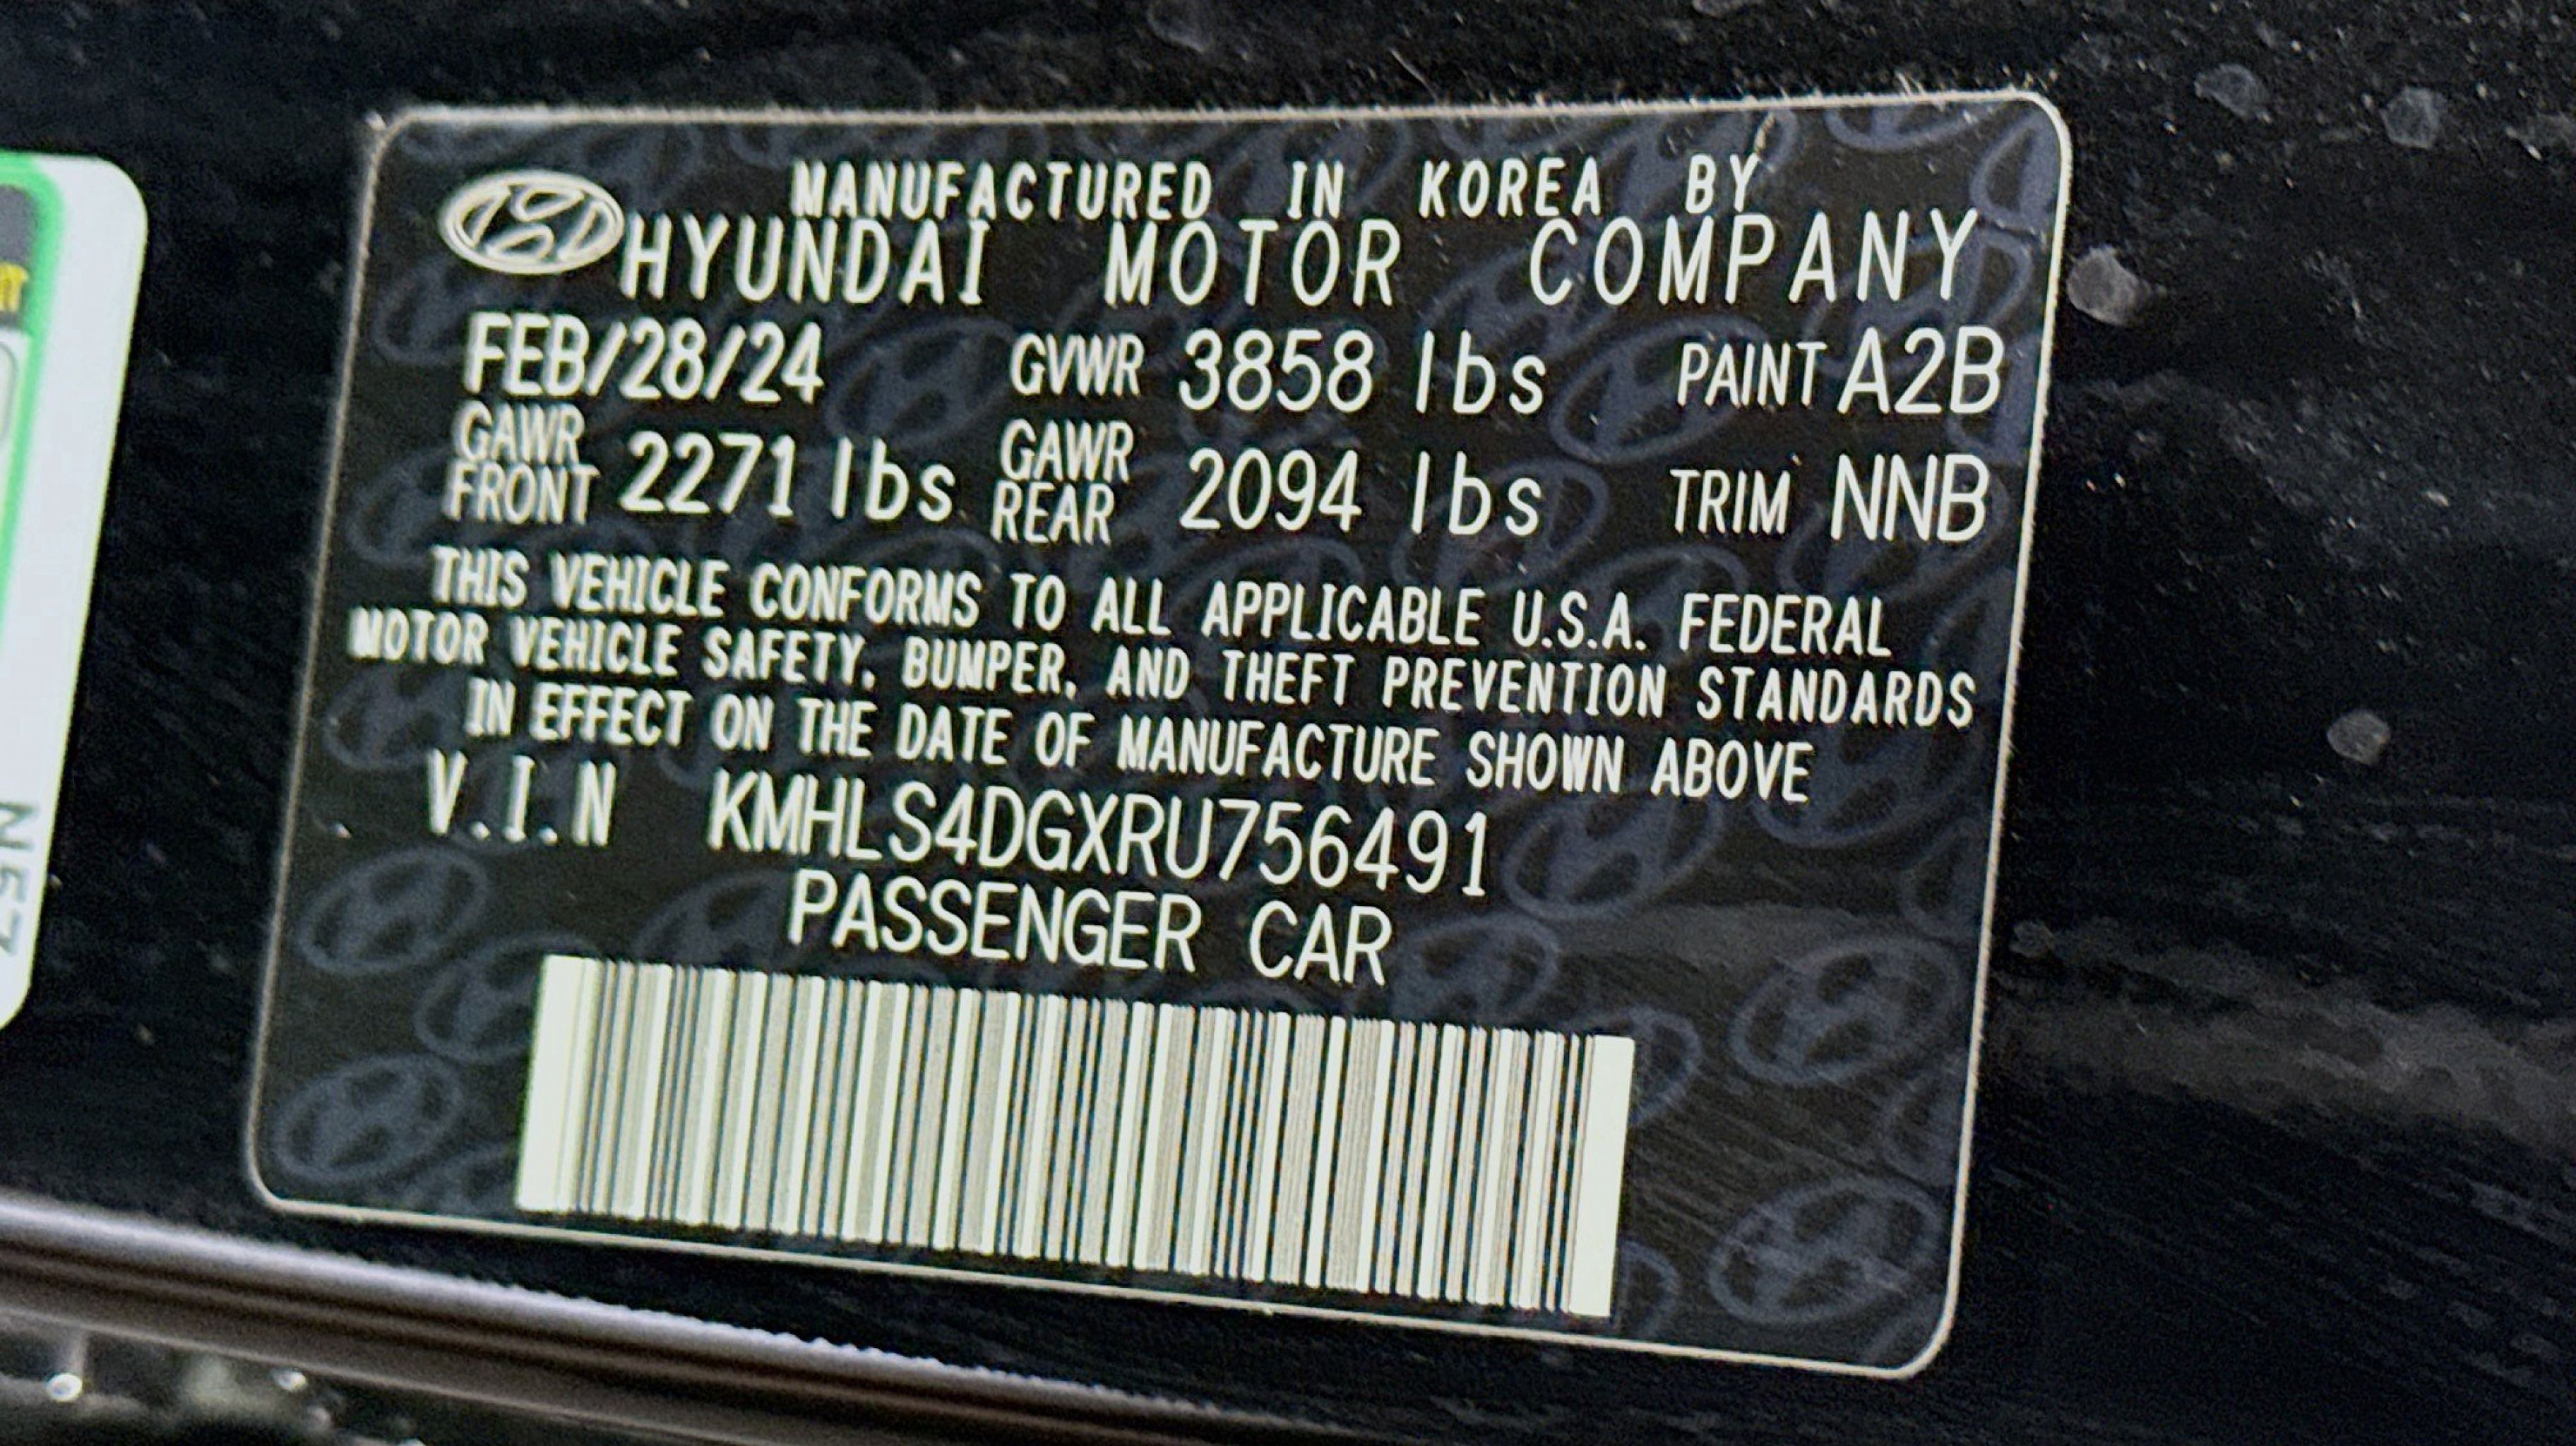 MANUFACTURED IN KOREA BY
HYUNDAI MOTOR COMPANY
FEB/28/24 GVWR 3858 lbs PAINT A2B
GAWR FRONT 2271 lbs GAWR REAR 2094 lbs TRIM NNB
THIS VEHICLE CONFORMS TO ALL APPLICABLE U.S.A. FEDERAL
MOTOR VEHICLE SAFETY, BUMPER, AND THEFT PREVENTION STANDARDS
IN EFFECT ON THE DATE OF MANUFACTURE SHOWN ABOVE
V.I.N KMHLS4DGXRU756491
PASSENGER CAR